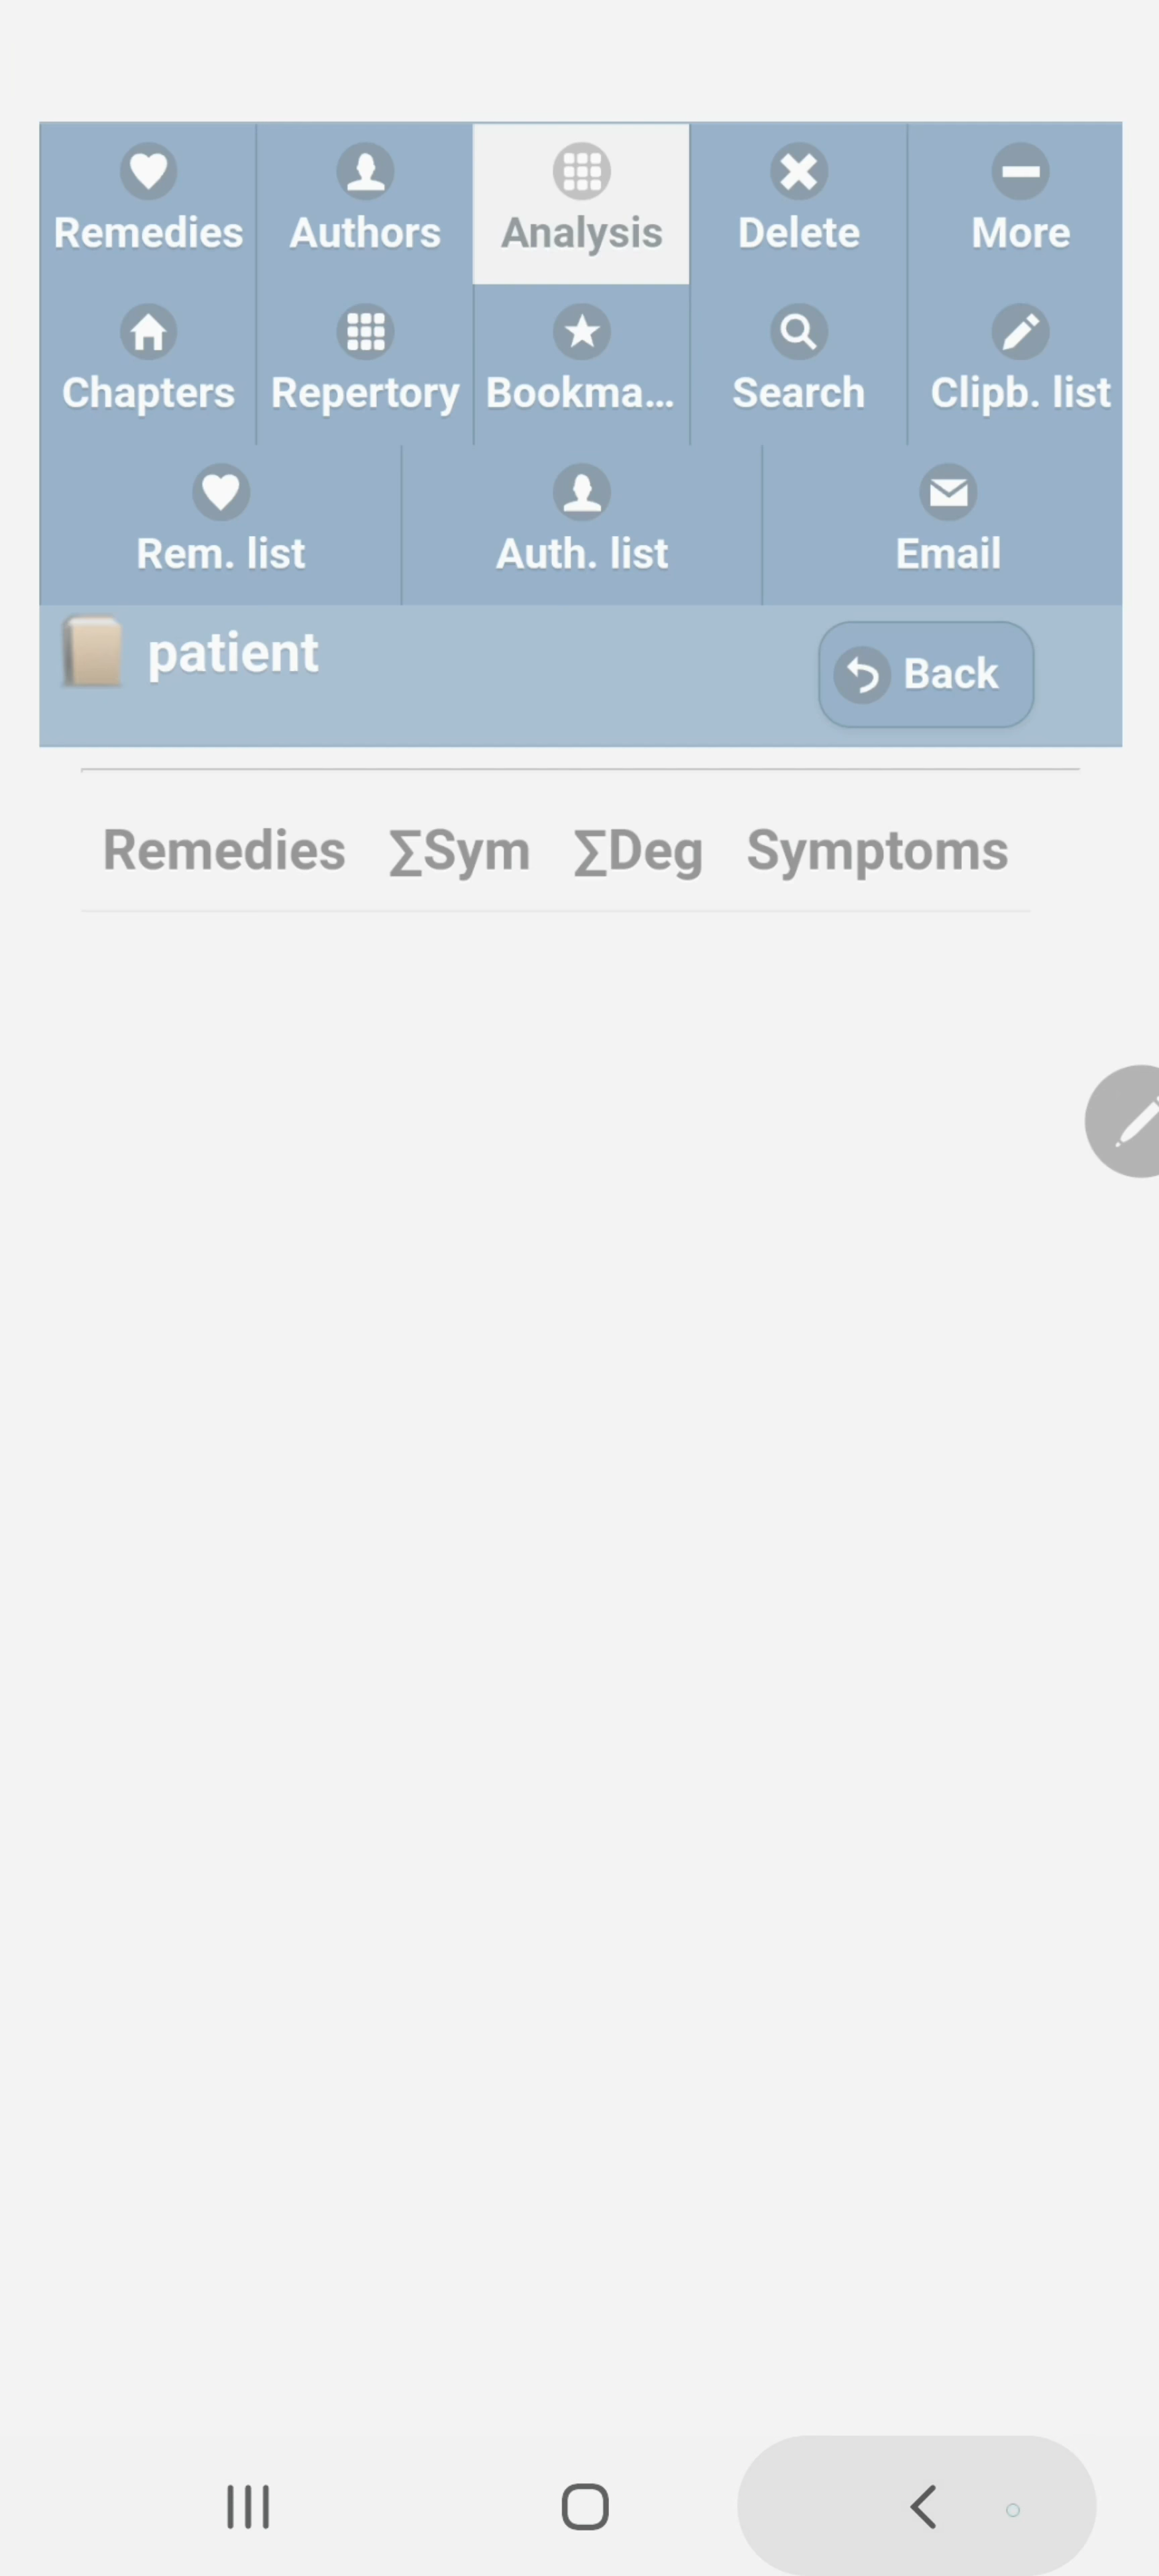 Remedies Authors Analysis Delete More
Chapters Repertory Bookma... Search Clipb. list
Rem. list Auth. list Email
patient Back
Remedies ∑Sym ∑Deg Symptoms